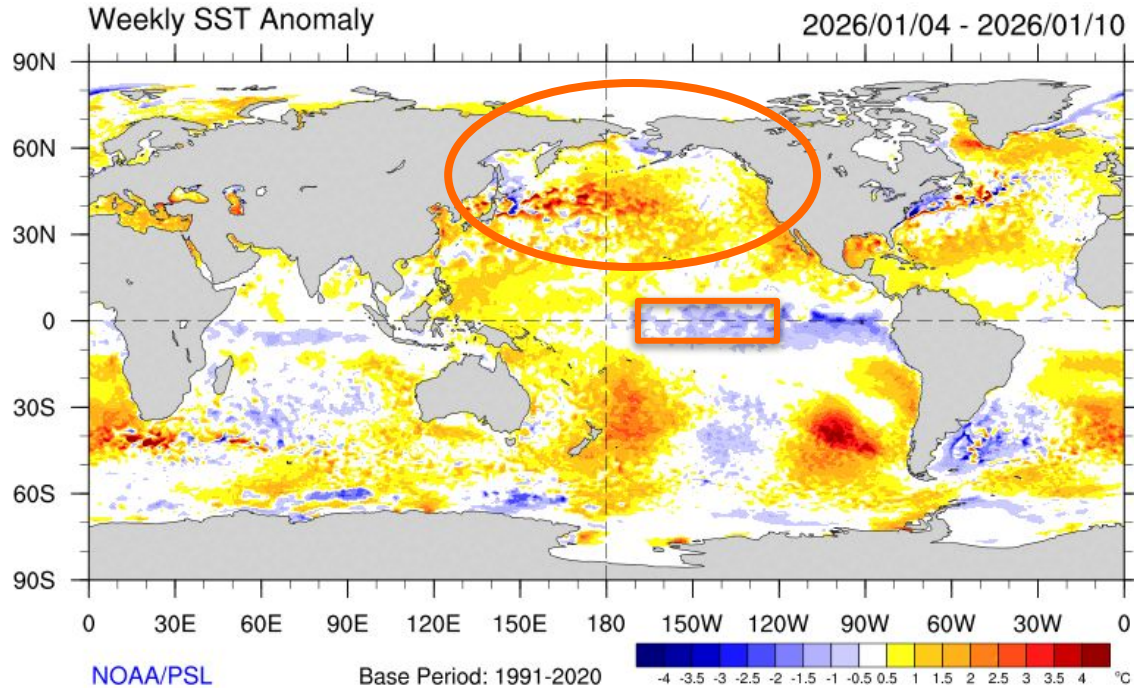 Weekly SST Anomaly 2026/01/04 - 2026/01/10
90N
60N
30N
0
30S
60S
90S
0 30E 60E 90E 120E 150E 180 150W 120W 90W 60W 30W 0
-4 -3.5 -3 -2.5 -2 -1.5 -1 -0.5 0.5 1 1.5 2 2.5 3 3.5 4 °C
NOAA/PSL Base Period: 1991-2020